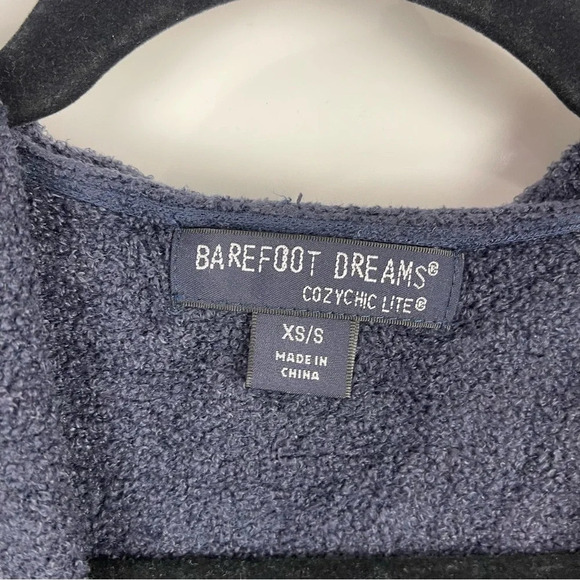 BAREFOOT DREAMS®
COZYCHIC LITE®
XS/S
MADE IN
CHINA